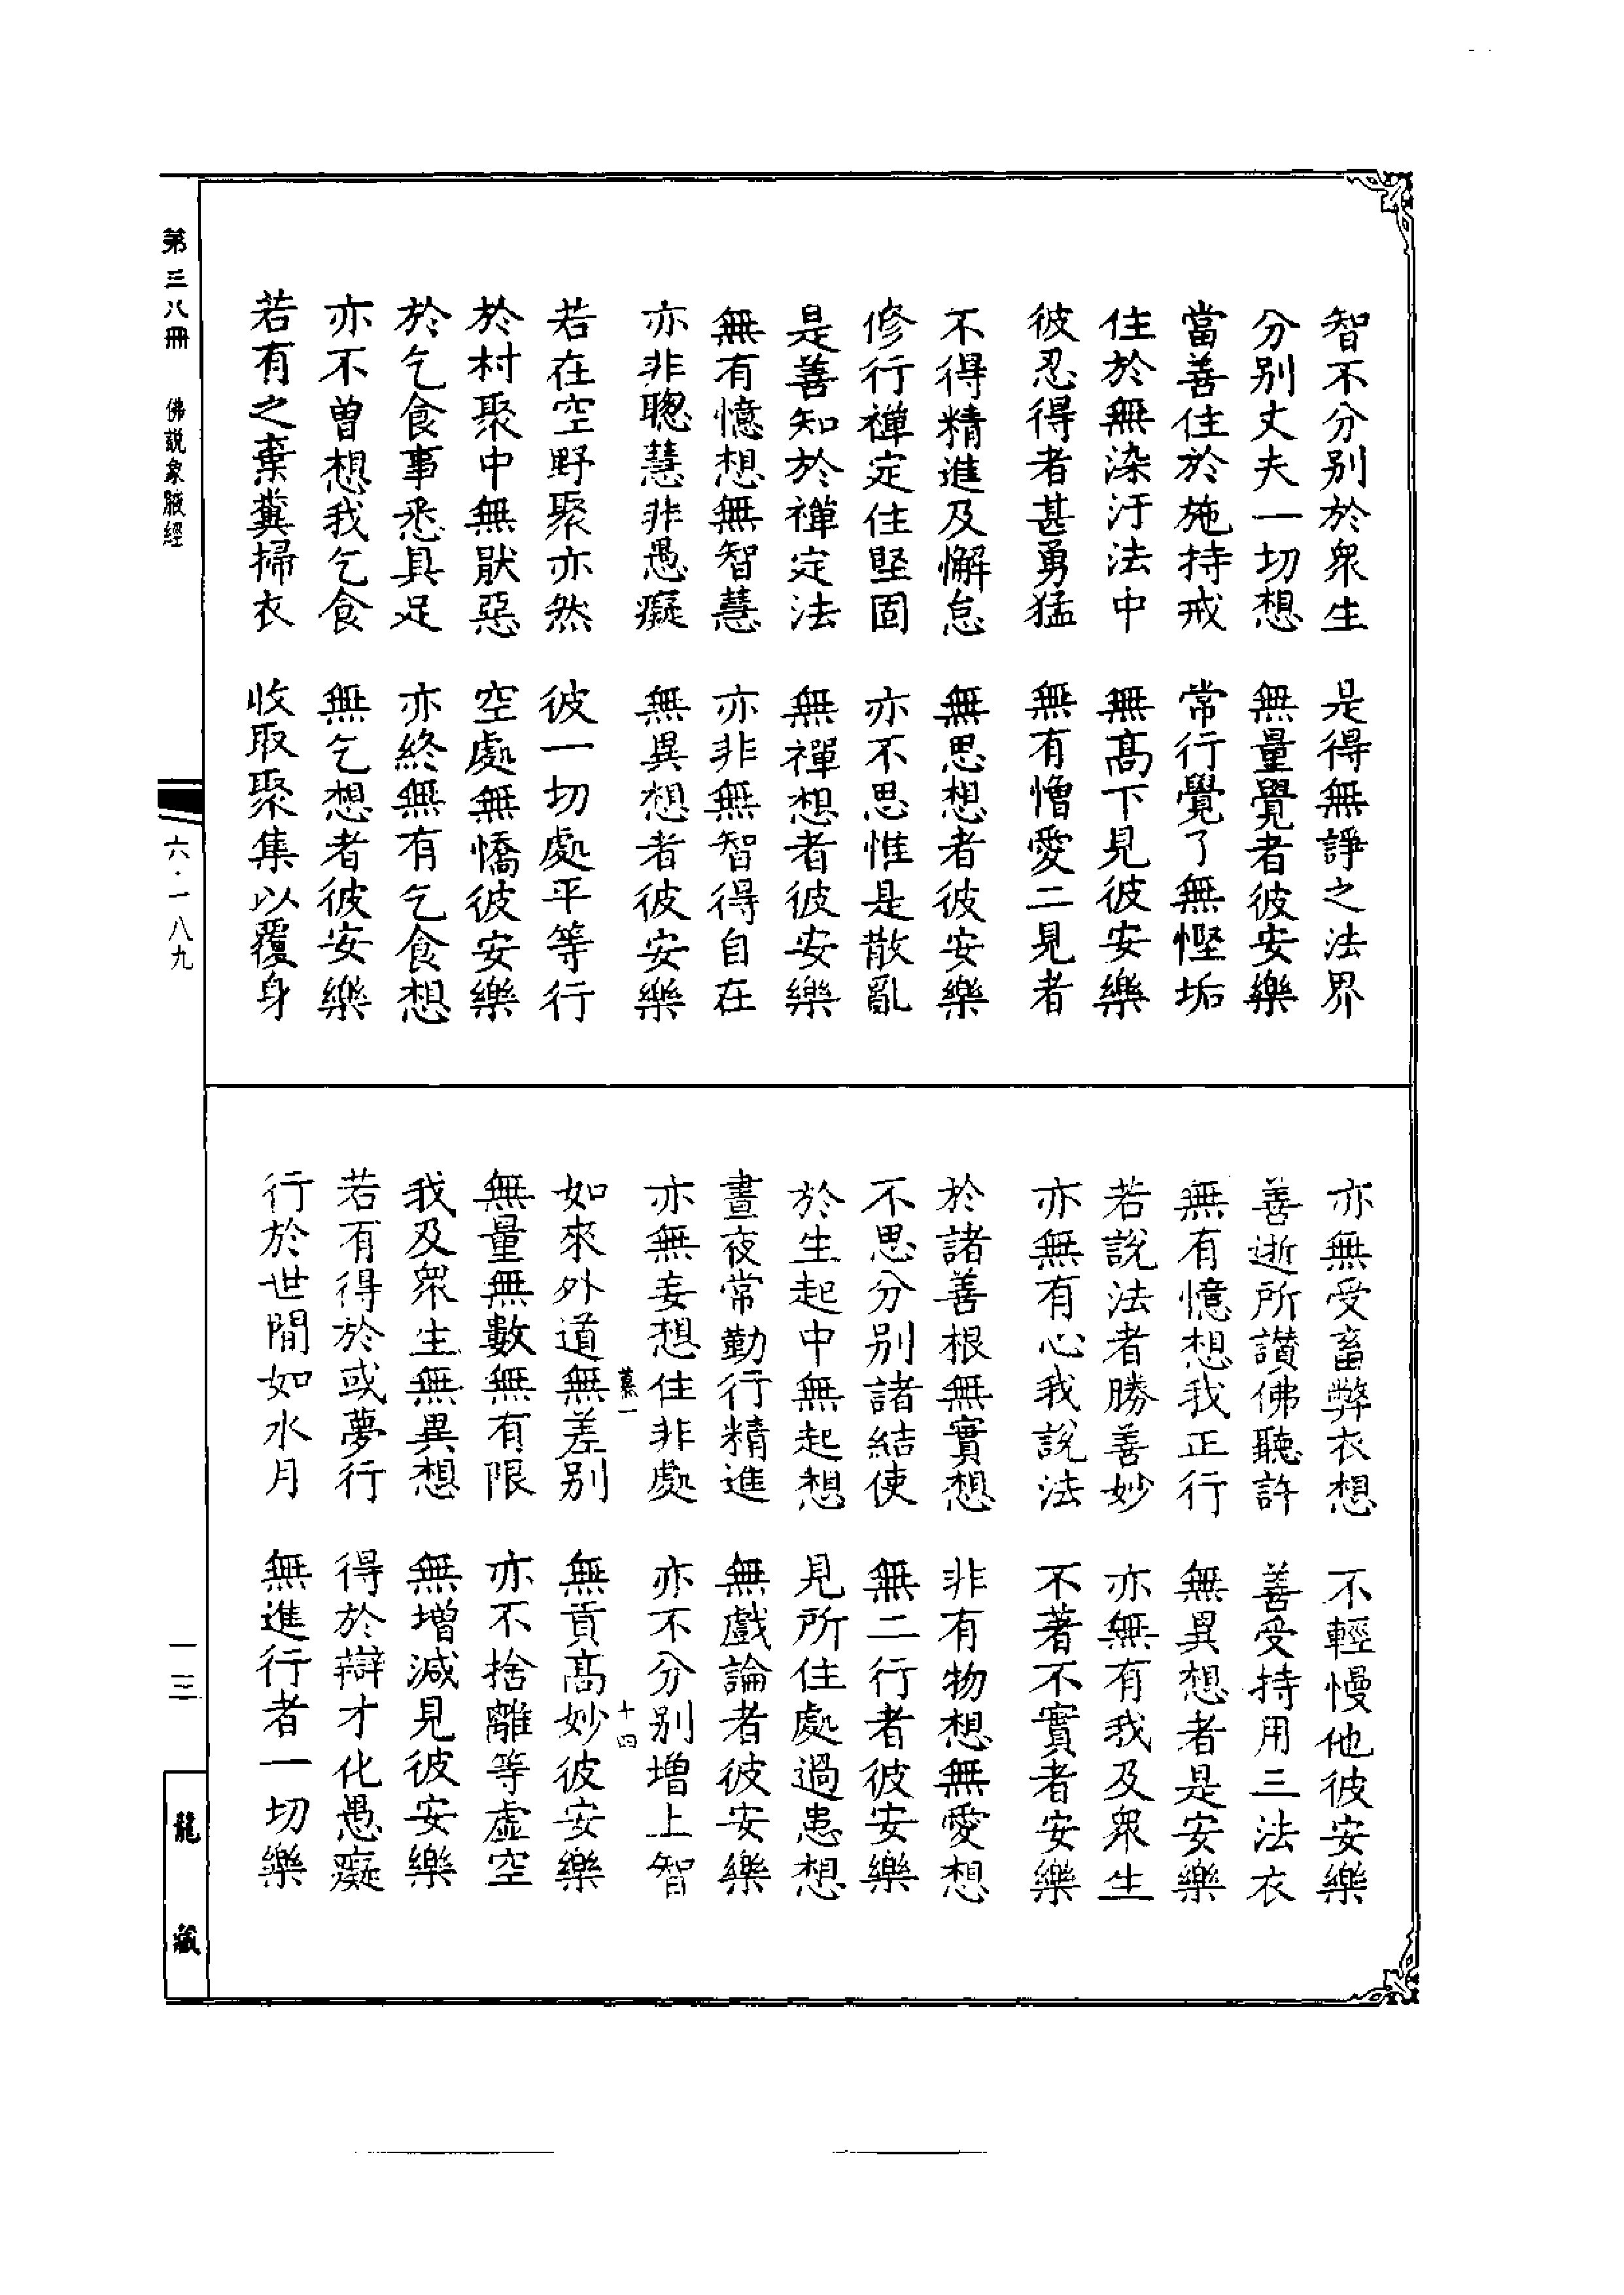 智不分別於衆生　是得無諍之法界
分別丈夫一切想　無量覺者彼安樂
當善住於施持戒　常行覺了無慳垢
住於無染汙法中　無高下見彼安樂
彼忍得者甚勇猛　無有憎愛二見者
不得精進及懈怠　無思想者彼安樂
修行禪定住堅固　亦不思惟是散亂
是善知於禪定法　無禪想者彼安樂
無有憶想無智慧　亦非無智得自在
亦非聰慧非愚癡　無異想者彼安樂
若在空野聚亦然　彼一切處平等行
於村聚中無猒惡　空處無憍彼安樂
於乞食事悉具足　亦終無有乞食想
亦不曾想我乞食　無乞想者彼安樂
若有之棄糞掃衣　收取聚集以覆身
亦無受畜弊衣想　不輕慢他彼安樂
善逝所讚佛聽許　善受持用三法衣
無有憶想我正行　無異想者是安樂
若說法者勝善妙　亦無有我及衆生
亦無有心我說法　不著不實者安樂
於諸善根無實想　非有物想無愛想
不思分別諸結使　無二行者彼安樂
於生起中無起想　見所住處過患想
晝夜常勤行精進　無戲論者彼安樂
亦無妄想住非處　亦不分別增上智
慕一　十四
如來外道無差別　無貢高妙彼安樂
無量無數無有限　亦不捨離等虛空
我及衆生無異想　無增減見彼安樂
若有得於或夢行　得於辯才化愚癡
行於世間如水月　無進行者一切樂
第三八冊　佛說象腋經
六·一八九
一三
龍藏